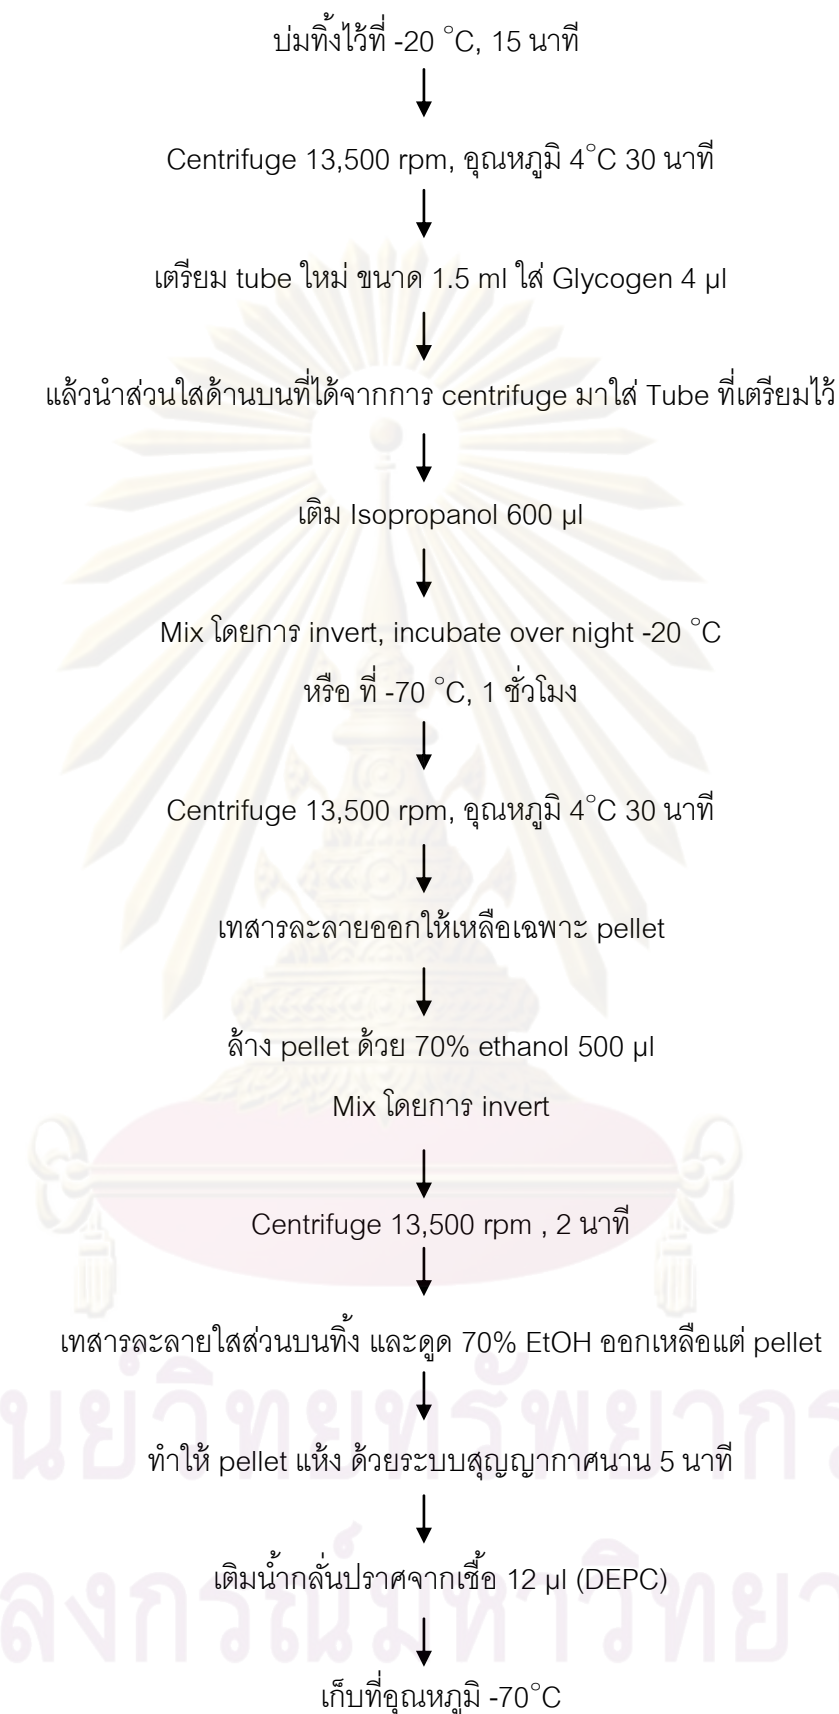 บ่มทิ้งไว้ที่ -20 °C, 15 นาที
Centrifuge 13,500 rpm, อุณหภูมิ 4°C 30 นาที
เตรียม tube ใหม่ ขนาด 1.5 ml ใส่ Glycogen 4 µl
แล้วนำส่วนใสด้านบนที่ได้จากการ centrifuge มาใส่ Tube ที่เตรียมไว้
เติม Isopropanol 600 µl
Mix โดยการ invert, incubate over night -20 °C
หรือ ที่ -70 °C, 1 ชั่วโมง
Centrifuge 13,500 rpm, อุณหภูมิ 4°C 30 นาที
เทสารละลายออกให้เหลือเฉพาะ pellet
ล้าง pellet ด้วย 70% ethanol 500 µl
Mix โดยการ invert
Centrifuge 13,500 rpm , 2 นาที
เทสารละลายใสส่วนบนทิ้ง และดูด 70% EtOH ออกเหลือแต่ pellet
ทำให้ pellet แห้ง ด้วยระบบสุญญากาศนาน 5 นาที
เติมน้ำกลั่นปราศจากเชื้อ 12 µl (DEPC)
เก็บที่อุณหภูมิ -70°C